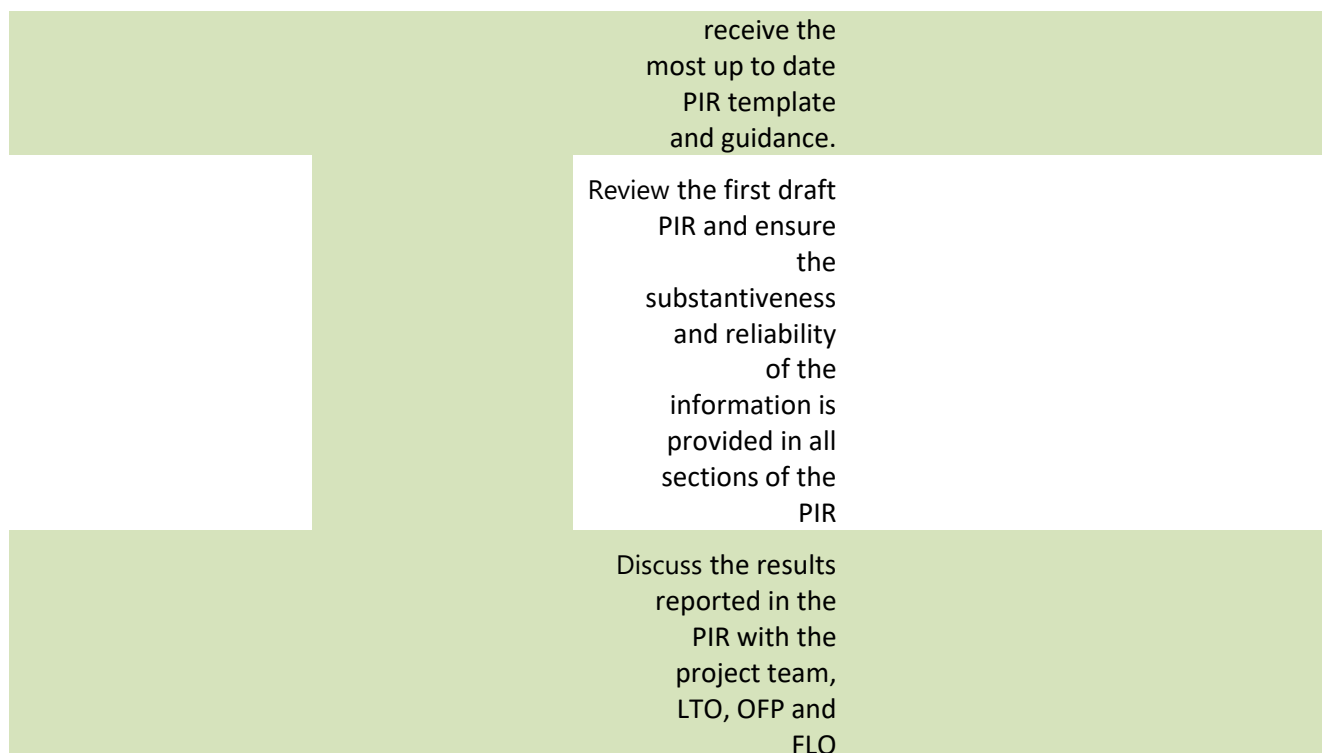 receive the
most up to date
PIR template
and guidance.
Review the first draft
PIR and ensure
the
substantiveness
and reliability
of the
information is
provided in all
sections of the
PIR
Discuss the results
reported in the
PIR with the
project team,
LTO, OFP and
FLO